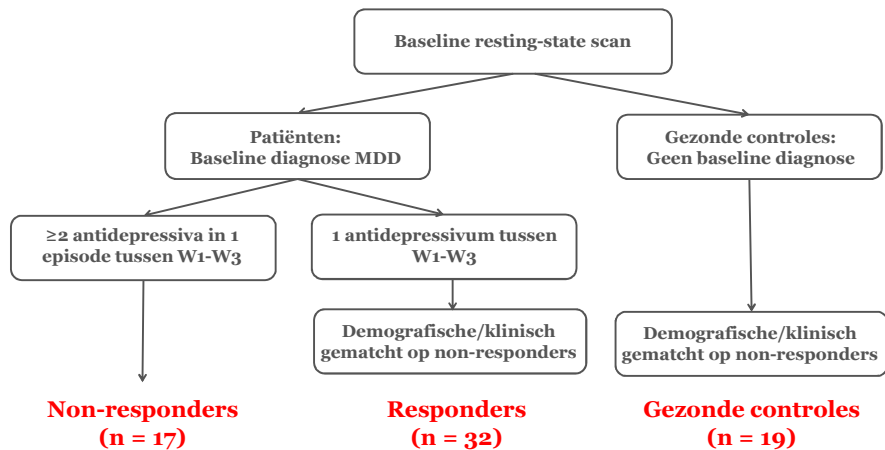 Baseline resting-state scan
Patiënten:
Baseline diagnose MDD
Gezonde controles:
Geen baseline diagnose
≥2 antidepressiva in 1
episode tussen W1-W3
1 antidepressivum tussen
W1-W3
Demografische/klinisch
gematcht op non-responders
Demografische/klinisch
gematcht op non-responders
Non-responders
(n = 17)
Responders
(n = 32)
Gezonde controles
(n = 19)